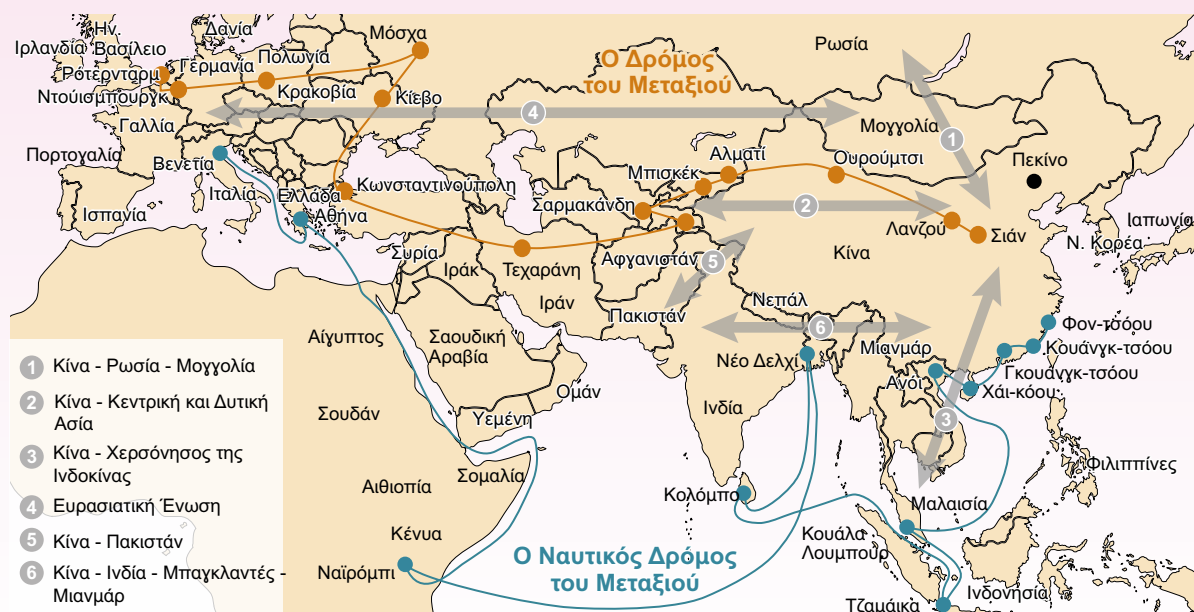 Ην.
Βασίλειο
Δανία
Ιρλανδία
Ρότερνταμ
Γερμανία
Πολωνία
Μόσχα
Ντούισμπουργκ
Κρακοβία
Κίεβο
Ο Δρόμος
του Μεταξιού
Ρωσία
4
Γαλλία
Μογγολία
1
Πορτογαλία
Βενετία
Αλματί
Ουρούμτσι
Πεκίνο
Μπισκέκ
Ιταλία
Ελλάδα
Κωνσταντινούπολη
Ισπανία
Αθήνα
Σαρμακάνδη
2
Λανζού
Σιάν
Ιαπωνία
Ν. Κορέα
Συρία
Ιράκ
Τεχαράνη
Αφγανιστάν
5
Κίνα
Ιράν
Νεπάλ
Πακιστάν
6
Αίγυπτος
Σαουδική
Αραβία
Νέο Δελχί
Μιανμάρ
Φον-τσόου
Κουάνγκ-τσόου
Γκουάνγκ-τσόου
Ανόι
Χάι-κόου
Ομάν
Ινδία
Σουδάν
Υεμένη
3
Σομαλία
Φιλιππίνες
Αιθιοπία
Κολόμπο
Μαλαισία
Κένυα
Κουάλα
Λουμπούρ
Ναϊρόμπι
Ο Ναυτικός Δρόμος
του Μεταξιού
Ινδονησία
Τζαμάικα
1 Κίνα - Ρωσία - Μογγολία
2 Κίνα - Κεντρική και Δυτική
Ασία
3 Κίνα - Χερσόνησος της
Ινδοκίνας
4 Ευρασιατική Ένωση
5 Κίνα - Πακιστάν
6 Κίνα - Ινδία - Μπαγκλαντές -
Μιανμάρ